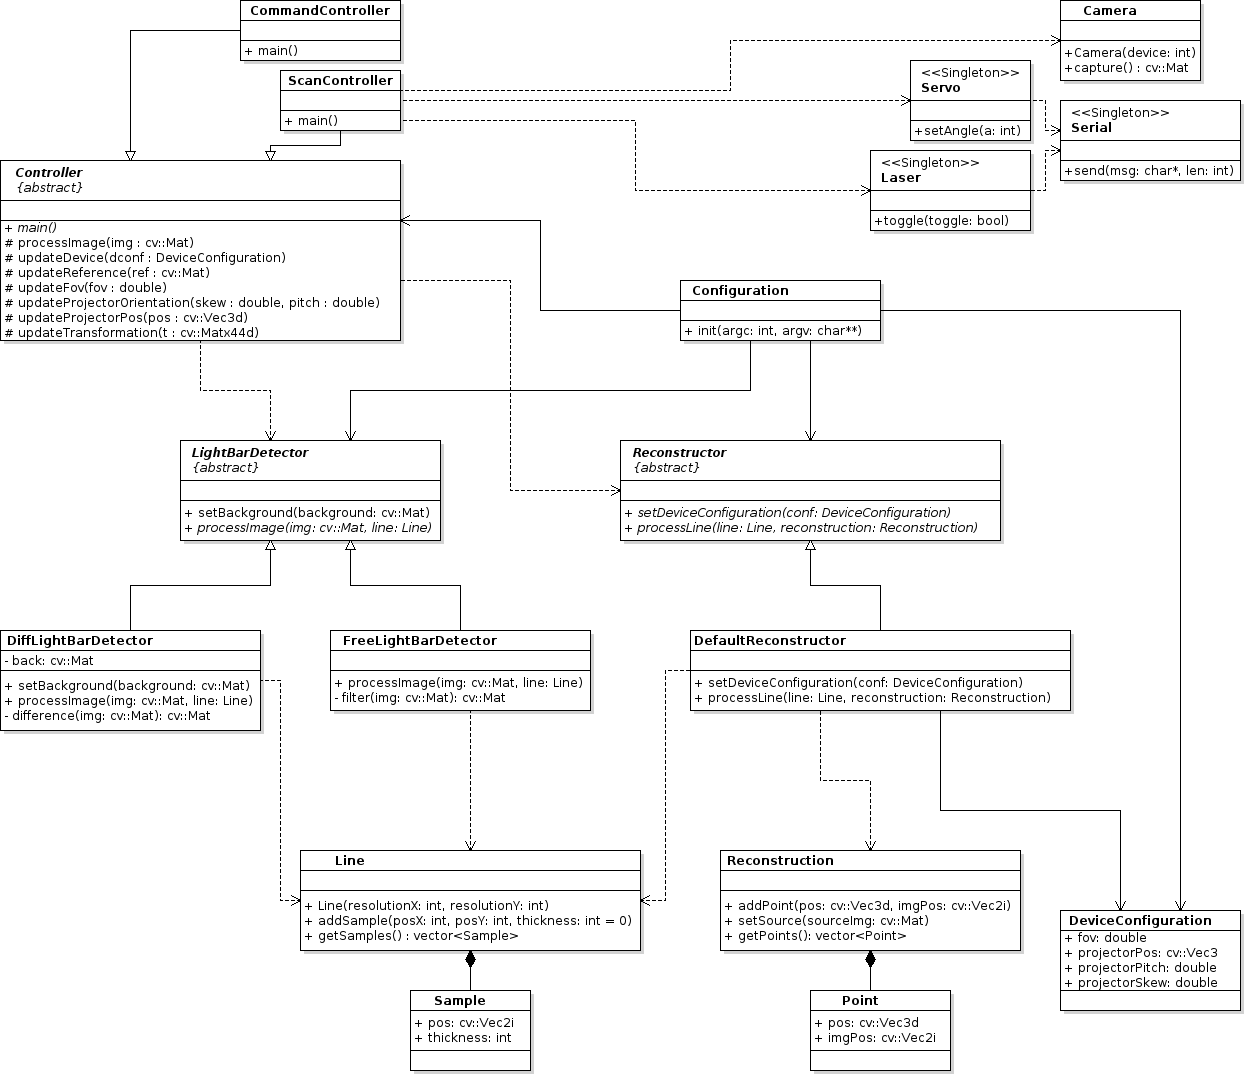 CommandController
+ main()
ScanController
+ main()
Camera
+Camera(device: int)
+capture() : cv::Mat
<<Singleton>>
Servo
+setAngle(a: int)
<<Singleton>>
Serial
+send(msg: char*, len: int)
<<Singleton>>
Laser
+toggle(toggle: bool)
Controller
{abstract}
+ main()
# processImage(img : cv::Mat)
# updateDevice(dconf : DeviceConfiguration)
# updateReference(ref : cv::Mat)
# updateFov(fov : double)
# updateProjectorOrientation(skew : double, pitch : double)
# updateProjectorPos(pos : cv::Vec3d)
# updateTransformation(t : cv::Matx44d)
Configuration
+ init(argc: int, argv: char**)
LightBarDetector
{abstract}
+ setBackground(background: cv::Mat)
+ processImage(img: cv::Mat, line: Line)
Reconstructor
{abstract}
+ setDeviceConfiguration(conf: DeviceConfiguration)
+ processLine(line: Line, reconstruction: Reconstruction)
DiffLightBarDetector
- back: cv::Mat
+ setBackground(background: cv::Mat)
+ processImage(img: cv::Mat, line: Line)
- difference(img: cv::Mat): cv::Mat
FreeLightBarDetector
+ processImage(img: cv::Mat, line: Line)
- filter(img: cv::Mat): cv::Mat
DefaultReconstructor
+ setDeviceConfiguration(conf: DeviceConfiguration)
+ processLine(line: Line, reconstruction: Reconstruction)
Line
+ Line(resolutionX: int, resolutionY: int)
+ addSample(posX: int, posY: int, thickness: int = 0)
+ getSamples() : vector<Sample>
Reconstruction
+ addPoint(pos: cv::Vec3d, imgPos: cv::Vec2i)
+ setSource(sourceImg: cv::Mat)
+ getPoints(): vector<Point>
DeviceConfiguration
+ fov: double
+ projectorPos: cv::Vec3
+ projectorPitch: double
+ projectorSkew: double
Sample
+ pos: cv::Vec2i
+ thickness: int
Point
+ pos: cv::Vec3d
+ imgPos: cv::Vec2i